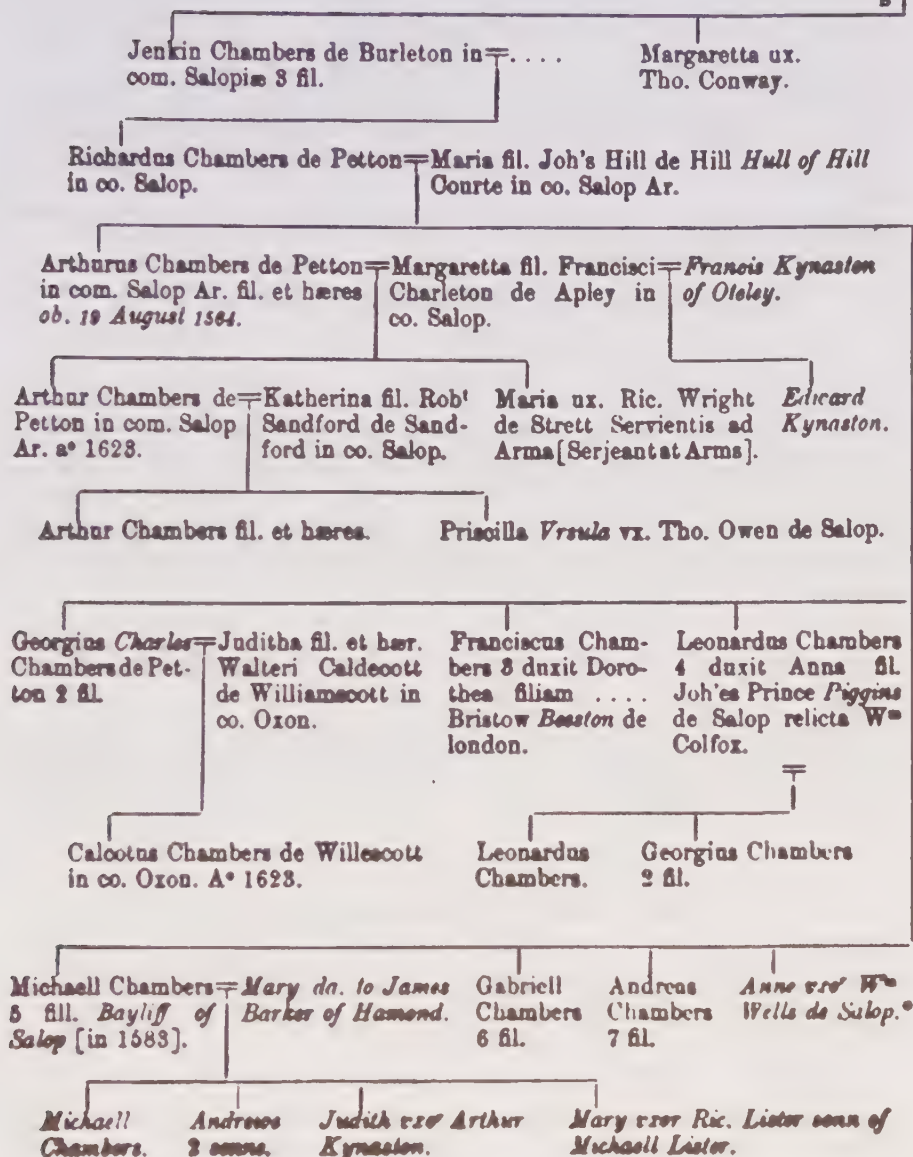 B
Jenkin Chambers de Burleton in=.... Margaretta ux.
com. Salopiæ 3 fil. Tho. Conway.
Richardus Chambers de Petton=Maria fil. Joh's Hill de Hill Hull of Hill
in co. Salop. Courte in co. Salop Ar.
Arthurus Chambers de Petton=Margaretta fil. Francisci=Francis Kynaston
in com. Salop Ar. fil. et hæres Charleton de Apley in of Oteley.
ob. 19 August 1564. co. Salop.
Arthur Chambers de=Katherina fil. Robt Maria ux. Ric. Wright Edward
Petton in com. Salop Sandford de Sand- de Strett Servientis ad Kynaston.
Ar. a° 1623. ford in co. Salop. Arma [Serjeant at Arms].
Arthur Chambers fil. et hæres. Priscilla Vrsula vx. Tho. Owen de Salop.
Georgius Charles=Juditha fil. et hær. Franciscus Cham- Leonardus Chambers
Chambers de Pet- Walteri Caldecott bers 3 duxit Doro- 4 duxit Anna fil.
ton 2 fil. de Williamscott in thea filiam .... Joh'es Prince Piggins
co. Oxon. Bristow Beeston de de Salop relicta Wm
london. Colfox.
=
Calcotus Chambers de Willescott Leonardus Georgius Chambers
in co. Oxon. A° 1623. Chambers. 2 fil.
Michaell Chambers=Mary da. to James Gabriell Andreas Anne vxor Wm
5 fill. Bayliff of Barker of Hamond. Chambers Chambers Wells de Salop.*
Salop [in 1583]. 6 fil. 7 fil.
Michaell Andrewe Judith vxor Arthur Mary vxor Ric. Lister sonn of
Chambers. 2 sonne. Kynaston. Michaell Lister.